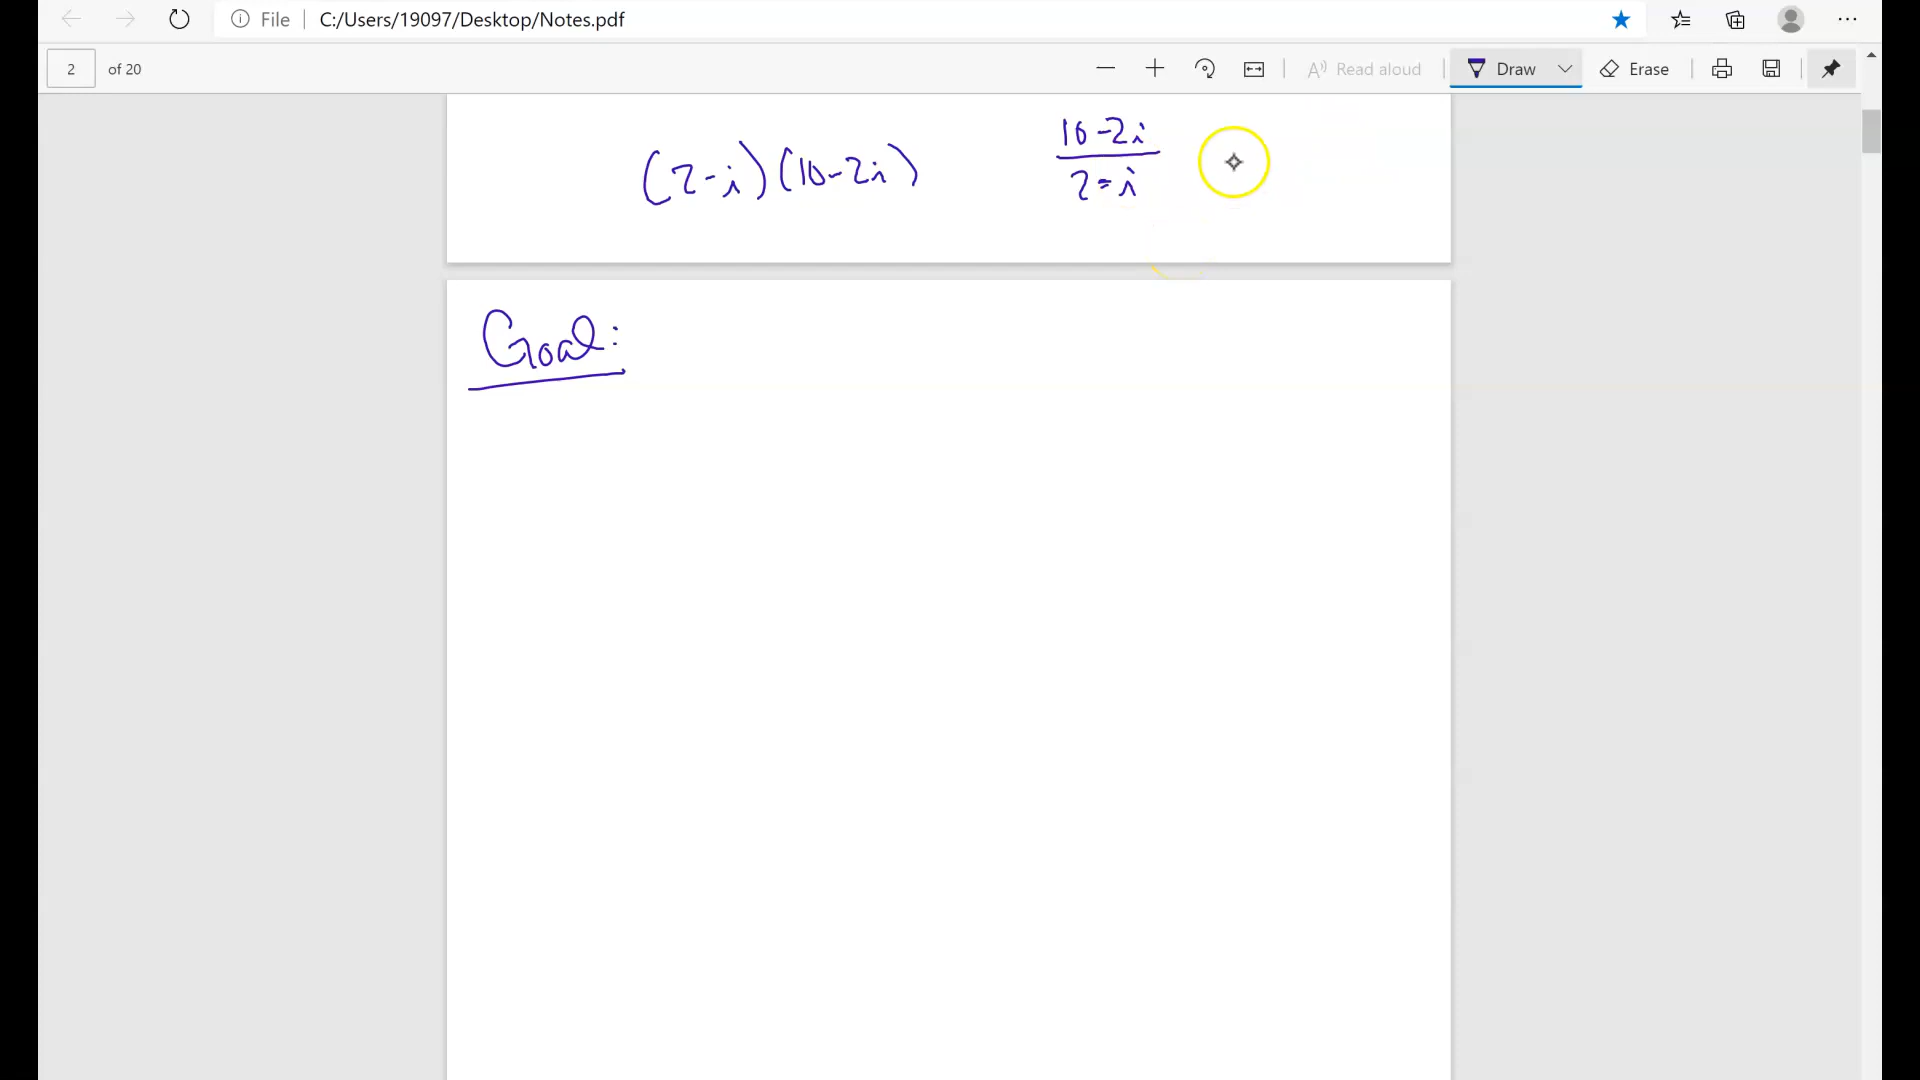 File C:/Users/19097/Desktop/Notes.pdf
2 of 20 Read aloud Draw Erase
(2-i)(10-2i)
10-2i
2-i
Goal: